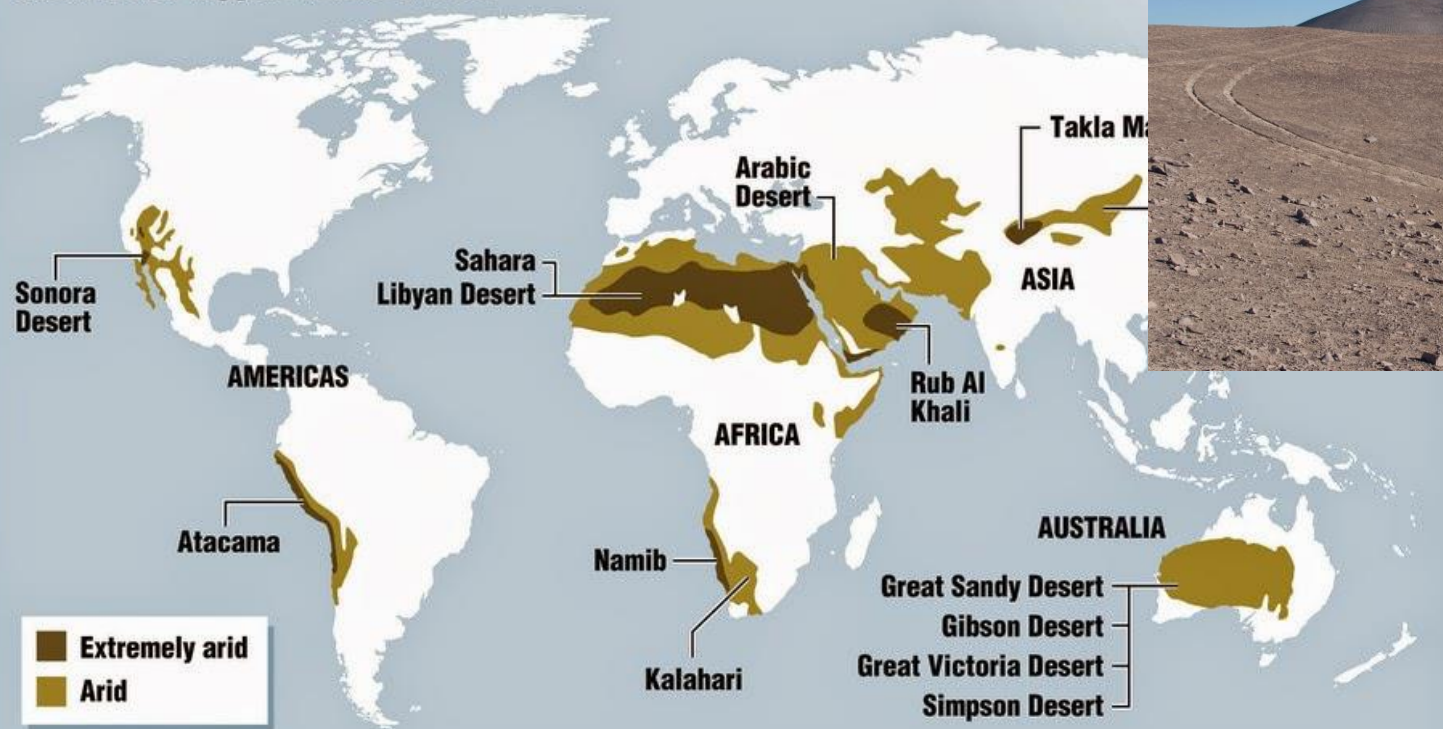 Takla
Arabic
Desert
Sahara
Libyan Desert
ASIA
Sonora
Desert
AMERICAS
Rub Al
Khali
AFRICA
Atacama
AUSTRALIA
Namib
Great Sandy Desert
Gibson Desert
Great Victoria Desert
Simpson Desert
Kalahari
Extremely arid
Arid